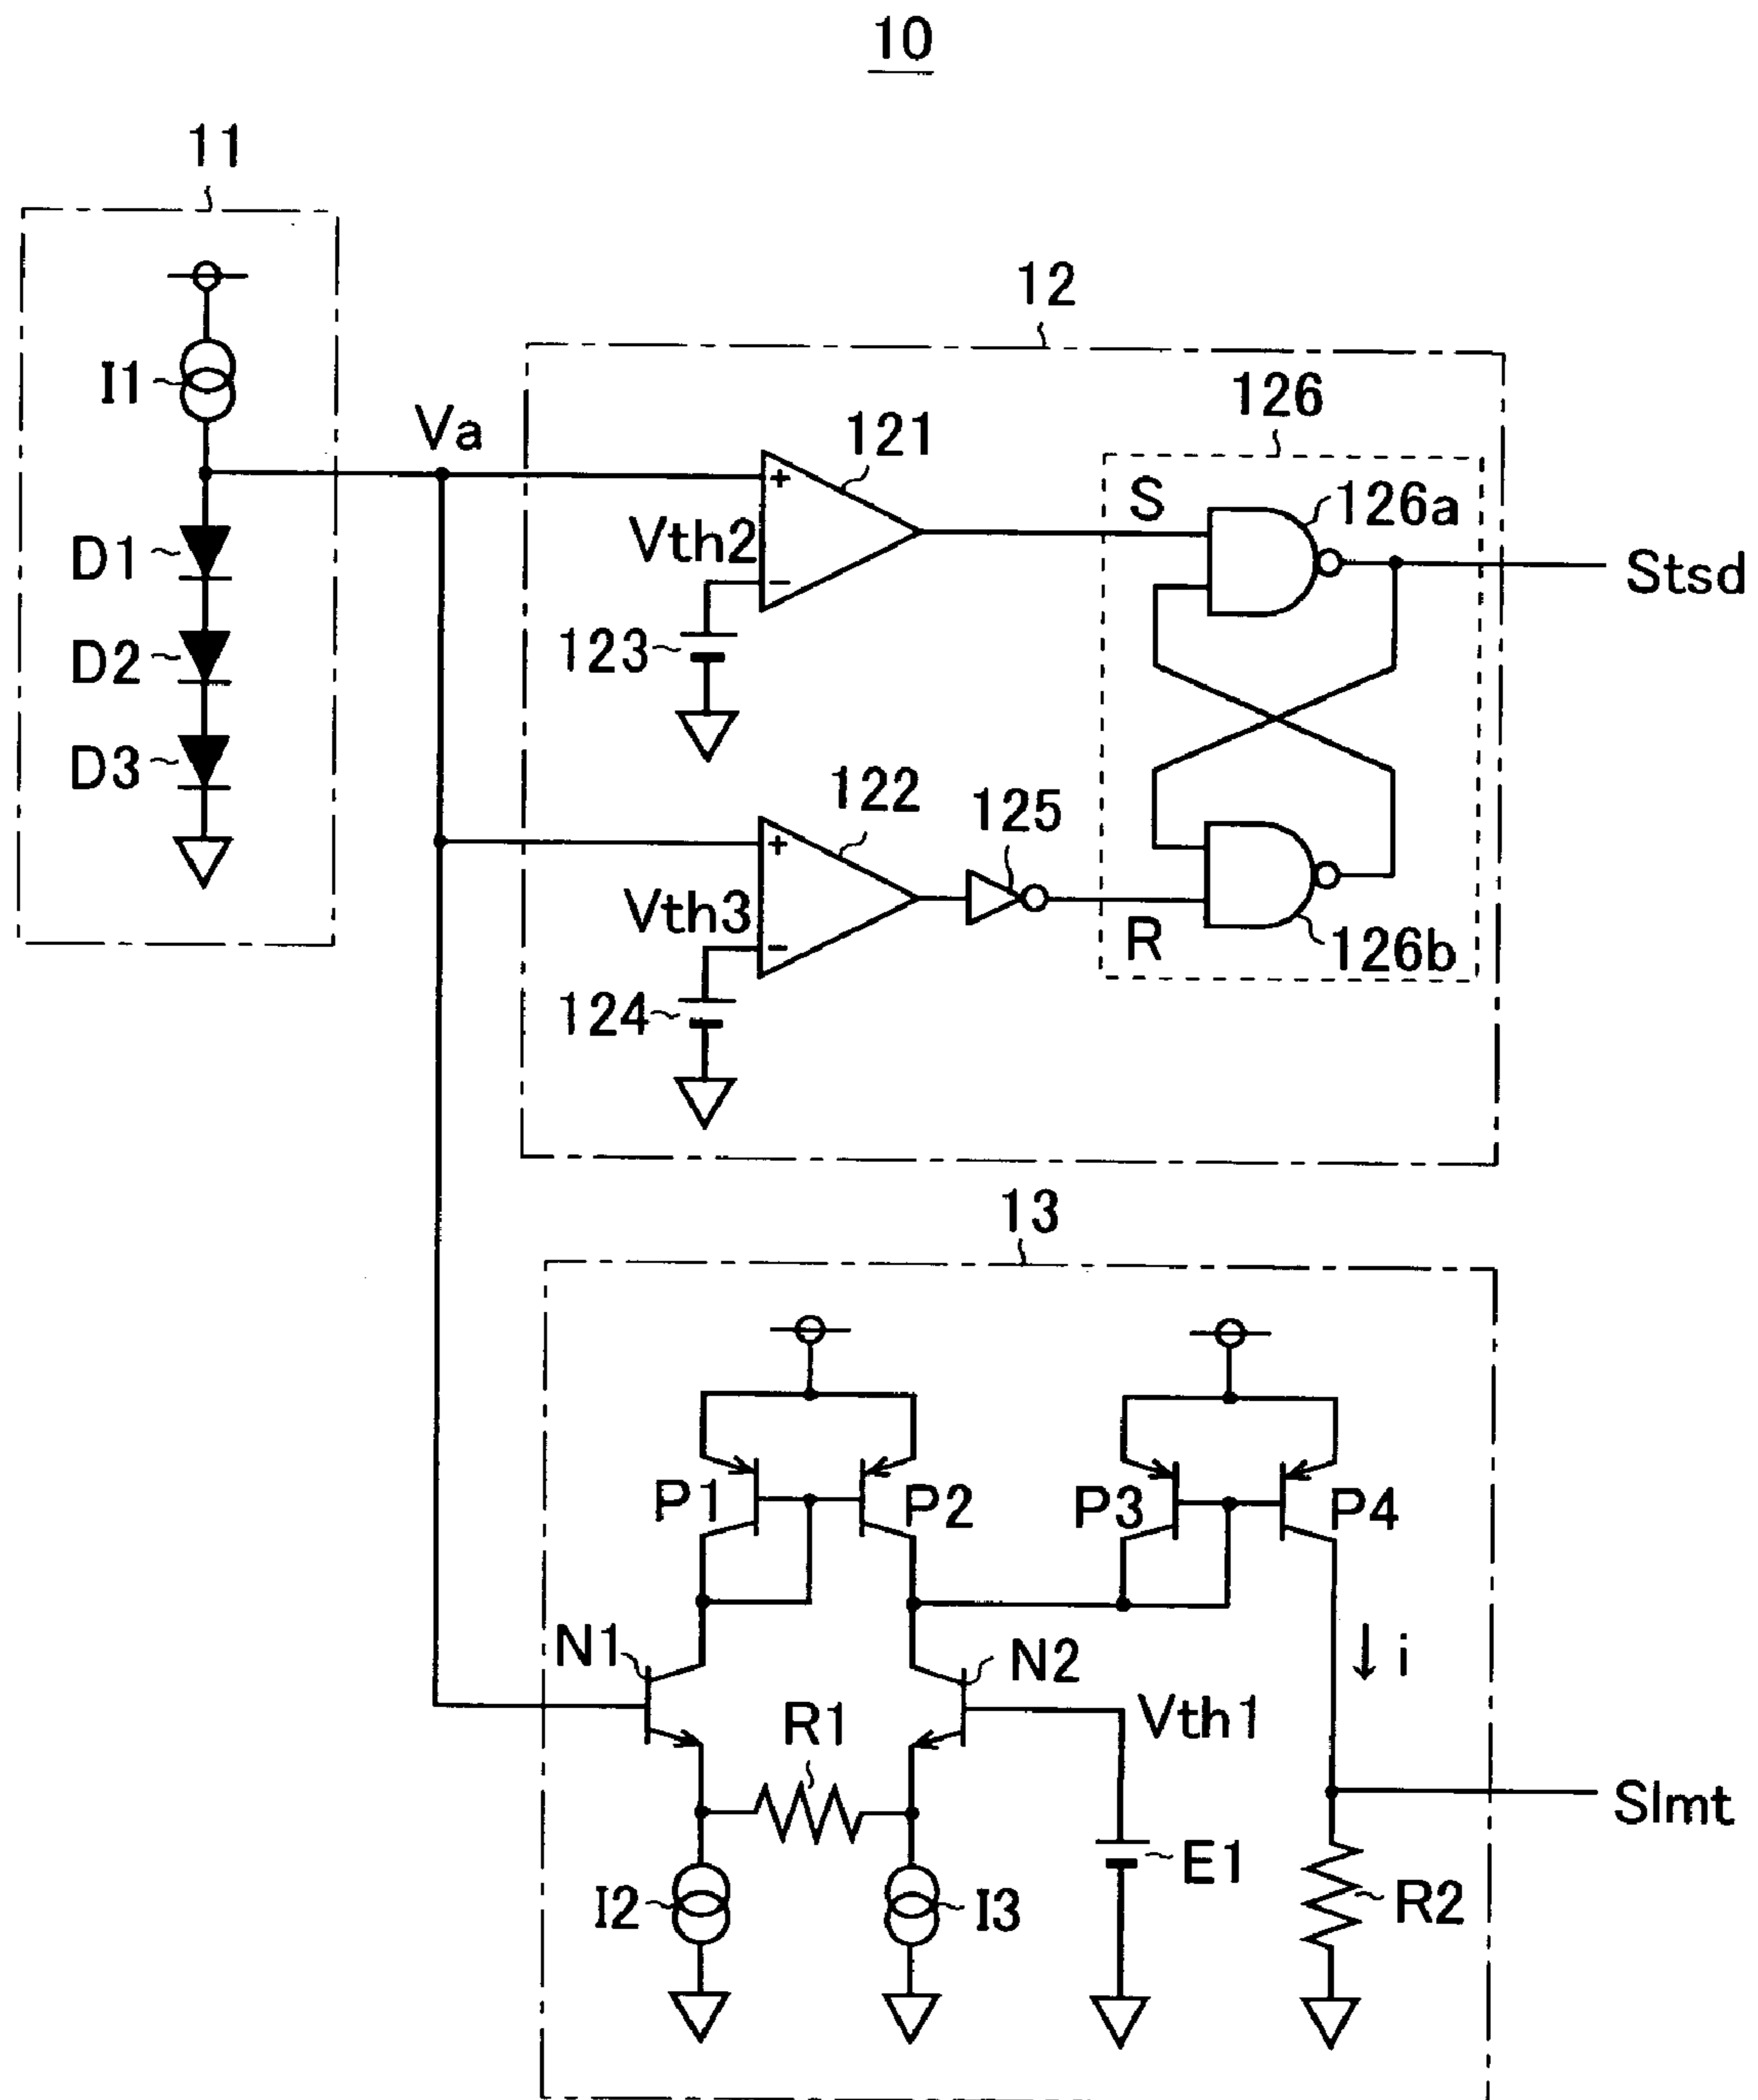 10
11
I1
D1
D2
D3
Va
12
121
Vth2
123
122
125
Vth3
124
126
S
126a
R
126b
Stsd
13
P1
P2
P3
P4
N1
N2
R1
Vth1
i
I2
I3
E1
R2
Slmt
+
-
+
-